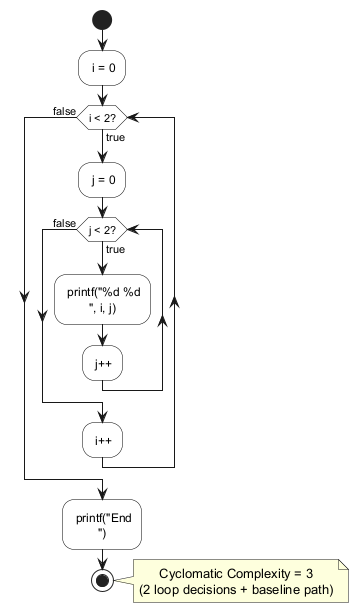 i = 0
false
i < 2?
true
j = 0
false
j < 2?
true
printf("%d %d
", i, j)
j++
i++
printf("End
")
Cyclomatic Complexity = 3
(2 loop decisions + baseline path)